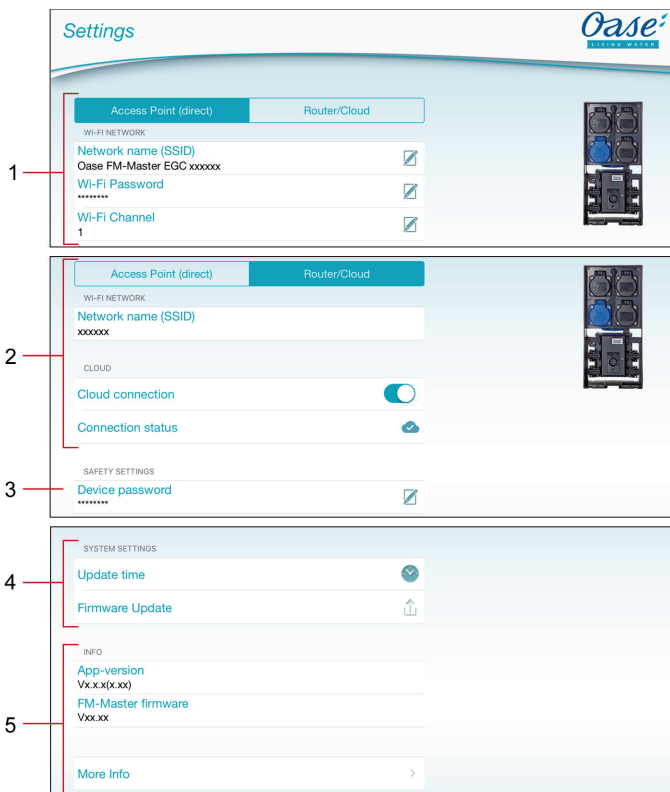 Settings
Oase
LIVING WATER
Access Point (direct) Router/Cloud
WI-FI NETWORK
Network name (SSID)
Oase FM-Master EGC xxxxxx
1
Wi-Fi Password
********
Wi-Fi Channel
1
Access Point (direct) Router/Cloud
WI-FI NETWORK
Network name (SSID)
xxxxxx
2
CLOUD
Cloud connection
Connection status
SAFETY SETTINGS
3
Device password
********
SYSTEM SETTINGS
4
Update time
Firmware Update
INFO
App-version
Vx.x.x(x.xx)
FM-Master firmware
Vxx.xx
5
More Info